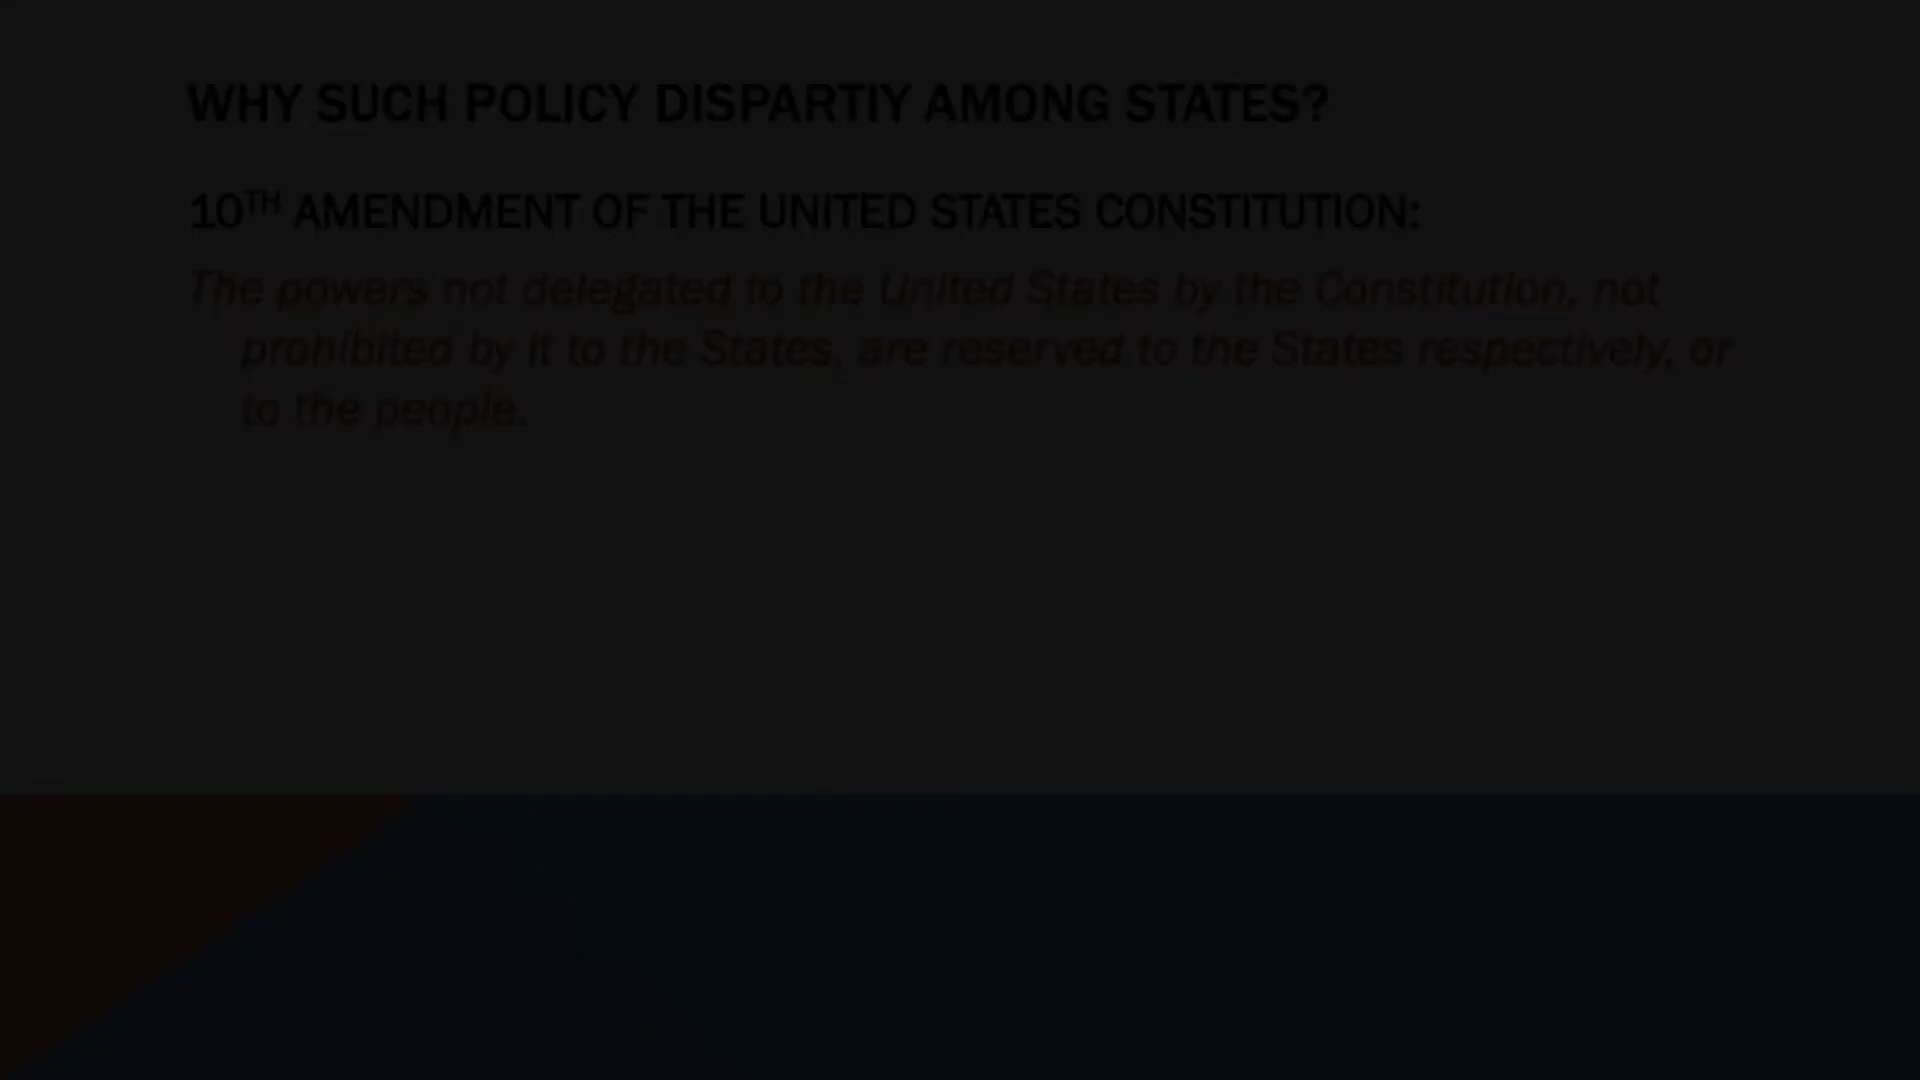 WHY SUCH POLICY DISPARTIY AMONG STATES?
10TH AMENDMENT OF THE UNITED STATES CONSTITUTION:
The powers not delegated to the United States by the Constitution, not
prohibited by it to the States, are reserved to the States respectively, or
to the people.